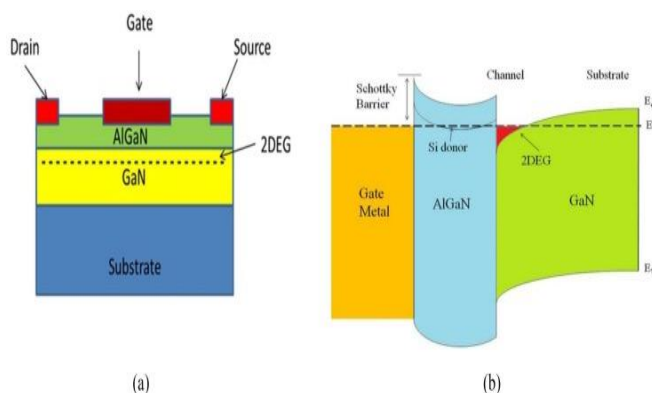 Drain
Gate
Source
AlGaN
2DEG
GaN
Substrate
(a)
Schottky
Barrier
Channel
Substrate
Si donor
2DEG
Gate
Metal
AlGaN
GaN
E
E
E
(b)